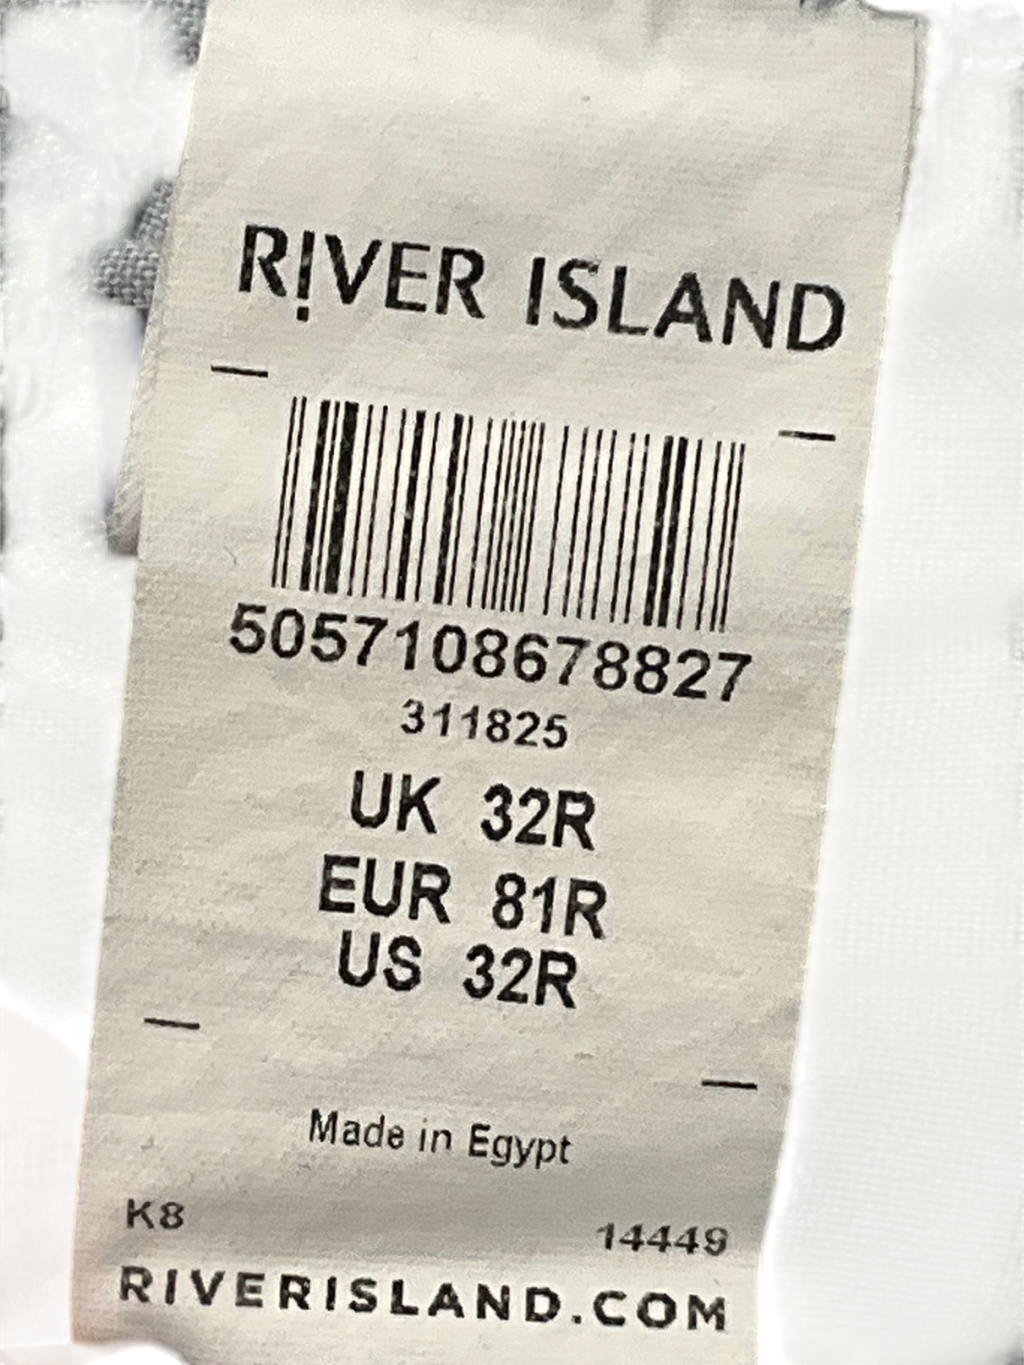 RIVER ISLAND
5057108678827
311825
UK 32R
EUR 81R
US 32R
Made in Egypt
K8 14449
RIVERISLAND.COM